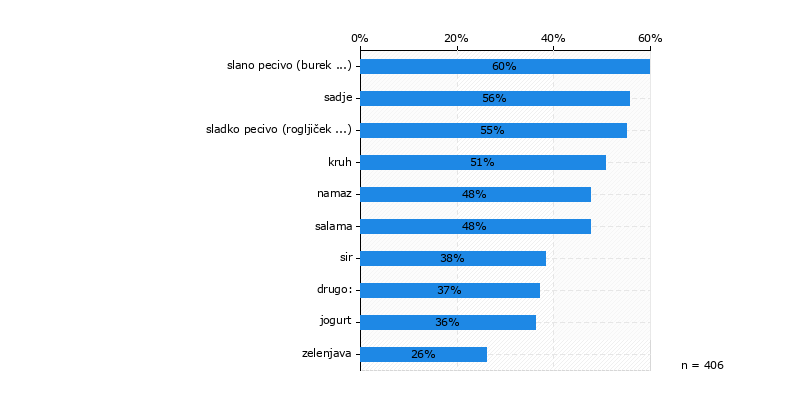 0% 20% 40% 60%
slano pecivo (burek ...) 60%
sadje 56%
sladko pecivo (rogljiček ...) 55%
kruh 51%
namaz 48%
salama 48%
sir 38%
drugo: 37%
jogurt 36%
zelenjava 26%
n = 406